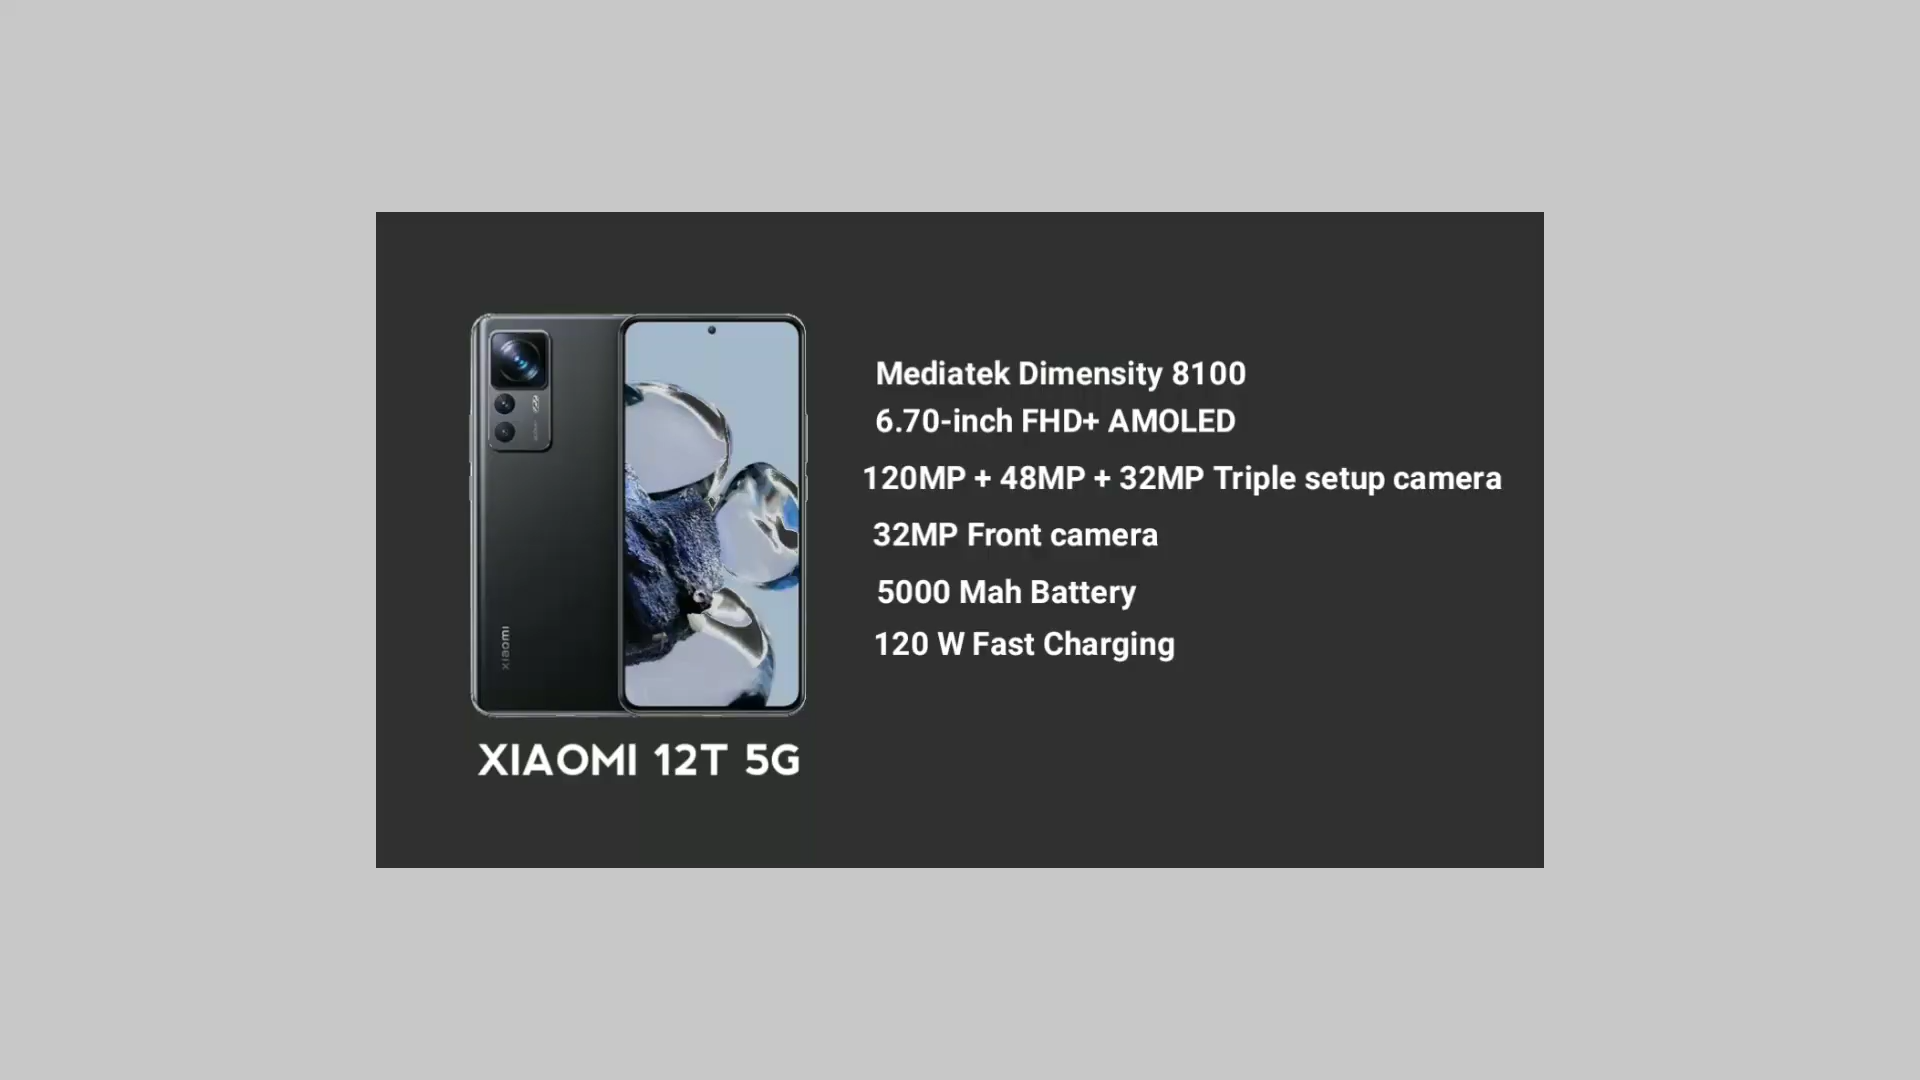 xiaomi
XIAOMI 12T 5G
Mediatek Dimensity 8100
6.70-inch FHD+ AMOLED
120MP + 48MP + 32MP Triple setup camera
32MP Front camera
5000 Mah Battery
120 W Fast Charging